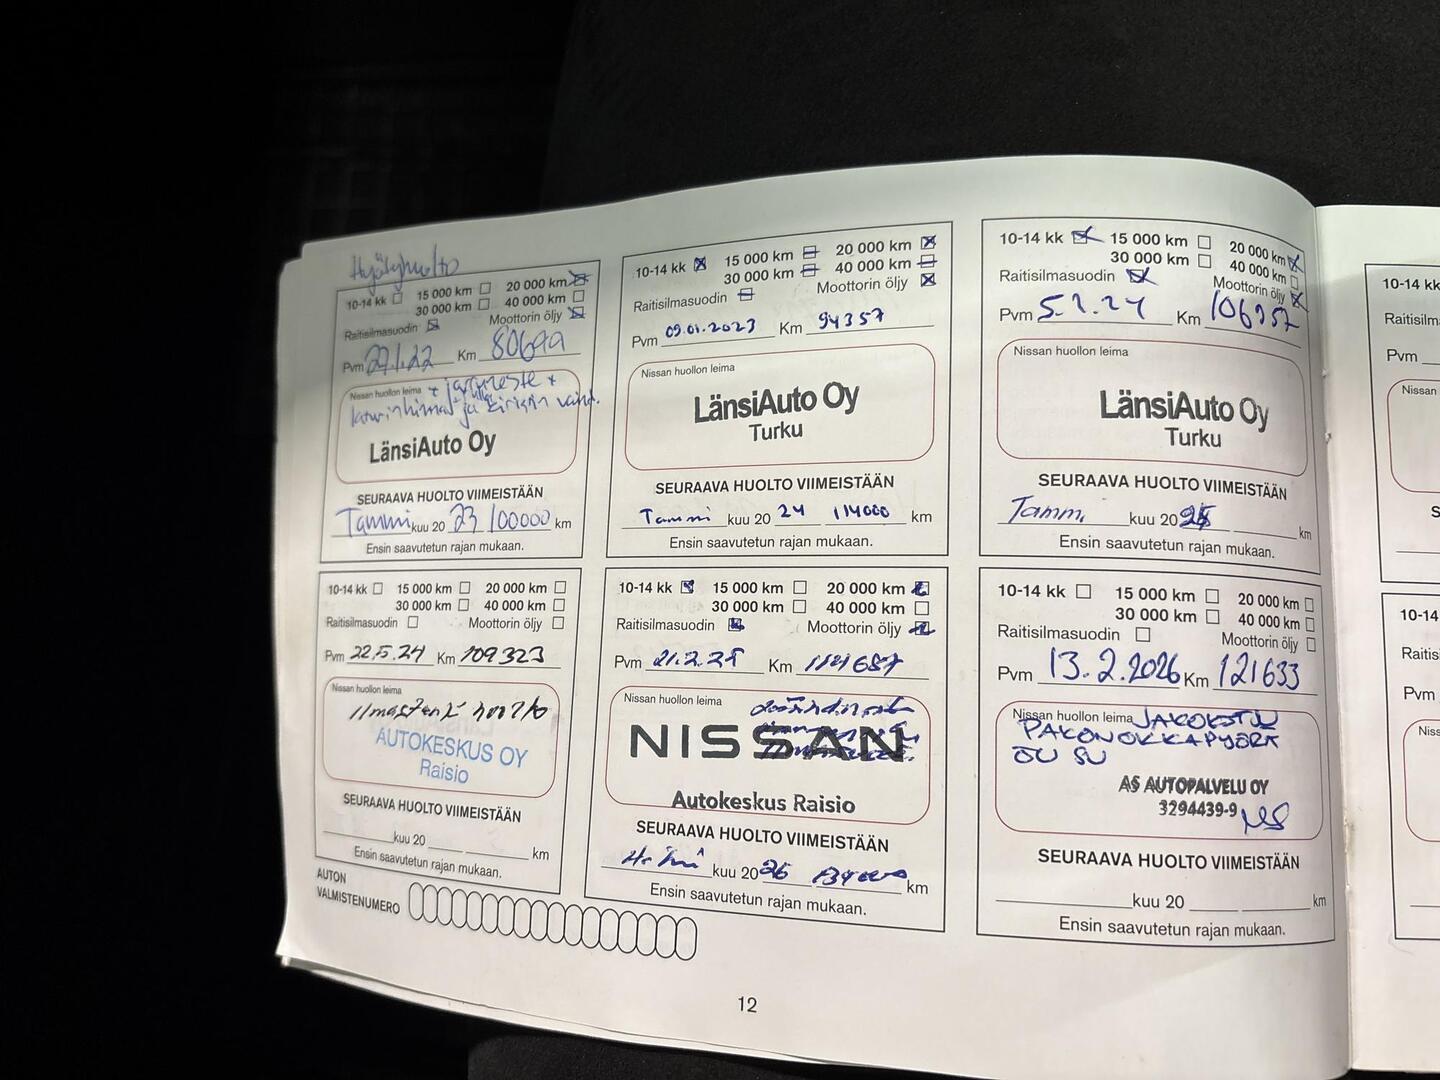 Hyväkyhuolto
10-14 kk 15 000 km 20 000 km
30 000 km 40 000 km
Raitisilmasuodin Moottorin öljy
Pvm 27.1.22 Km
Nissan huollon leima + jarruneste +
LänsiAuto Oy
SEURAAVA HUOLTO VIIMEISTÄÄN
Tammi kuu 20 23 100000 km
Ensin saavutetun rajan mukaan.
10-14 kk 15 000 km 20 000 km
30 000 km 40 000 km
Raitisilmasuodin Moottorin öljy
Pvm 09.01.2023 Km 94357
Nissan huollon leima
LänsiAuto Oy
Turku
SEURAAVA HUOLTO VIIMEISTÄÄN
Tammi kuu 20 24 114000 km
Ensin saavutetun rajan mukaan.
10-14 kk 15 000 km 20 000 km
30 000 km 40 000 km
Raitisilmasuodin Moottorin öljy
Pvm Km
Nissan huollon leima
LänsiAuto Oy
Turku
SEURAAVA HUOLTO VIIMEISTÄÄN
Tammi kuu 20 km
Ensin saavutetun rajan mukaan.
10-14 kk 15 000 km 20 000 km
30 000 km 40 000 km
Raitisilmasuodin Moottorin öljy
Pvm 22.5.24 Km 109323
Nissan huollon leima
Ilmastointi huolto
AUTOKESKUS OY
Raisio
SEURAAVA HUOLTO VIIMEISTÄÄN
kuu 20 km
Ensin saavutetun rajan mukaan.
10-14 kk 15 000 km 20 000 km
30 000 km 40 000 km
Raitisilmasuodin Moottorin öljy
Pvm 21.2.25 Km 114687
Nissan huollon leima
NISSAN
Autokeskus Raisio
SEURAAVA HUOLTO VIIMEISTÄÄN
kuu 20 26 km
Ensin saavutetun rajan mukaan.
10-14 kk 15 000 km 20 000 km
30 000 km 40 000 km
Raitisilmasuodin Moottorin öljy
Pvm 13.2.2026 Km 121633
Nissan huollon leima JAKOKETJU
PAKONOKKAPYÖRÄ
AS AUTOPALVELU OY
3294439-9
SEURAAVA HUOLTO VIIMEISTÄÄN
kuu 20 km
Ensin saavutetun rajan mukaan.
AUTON
VALMISTENUMERO
12
10-14 kk
Pvm
Nissan
Pvm